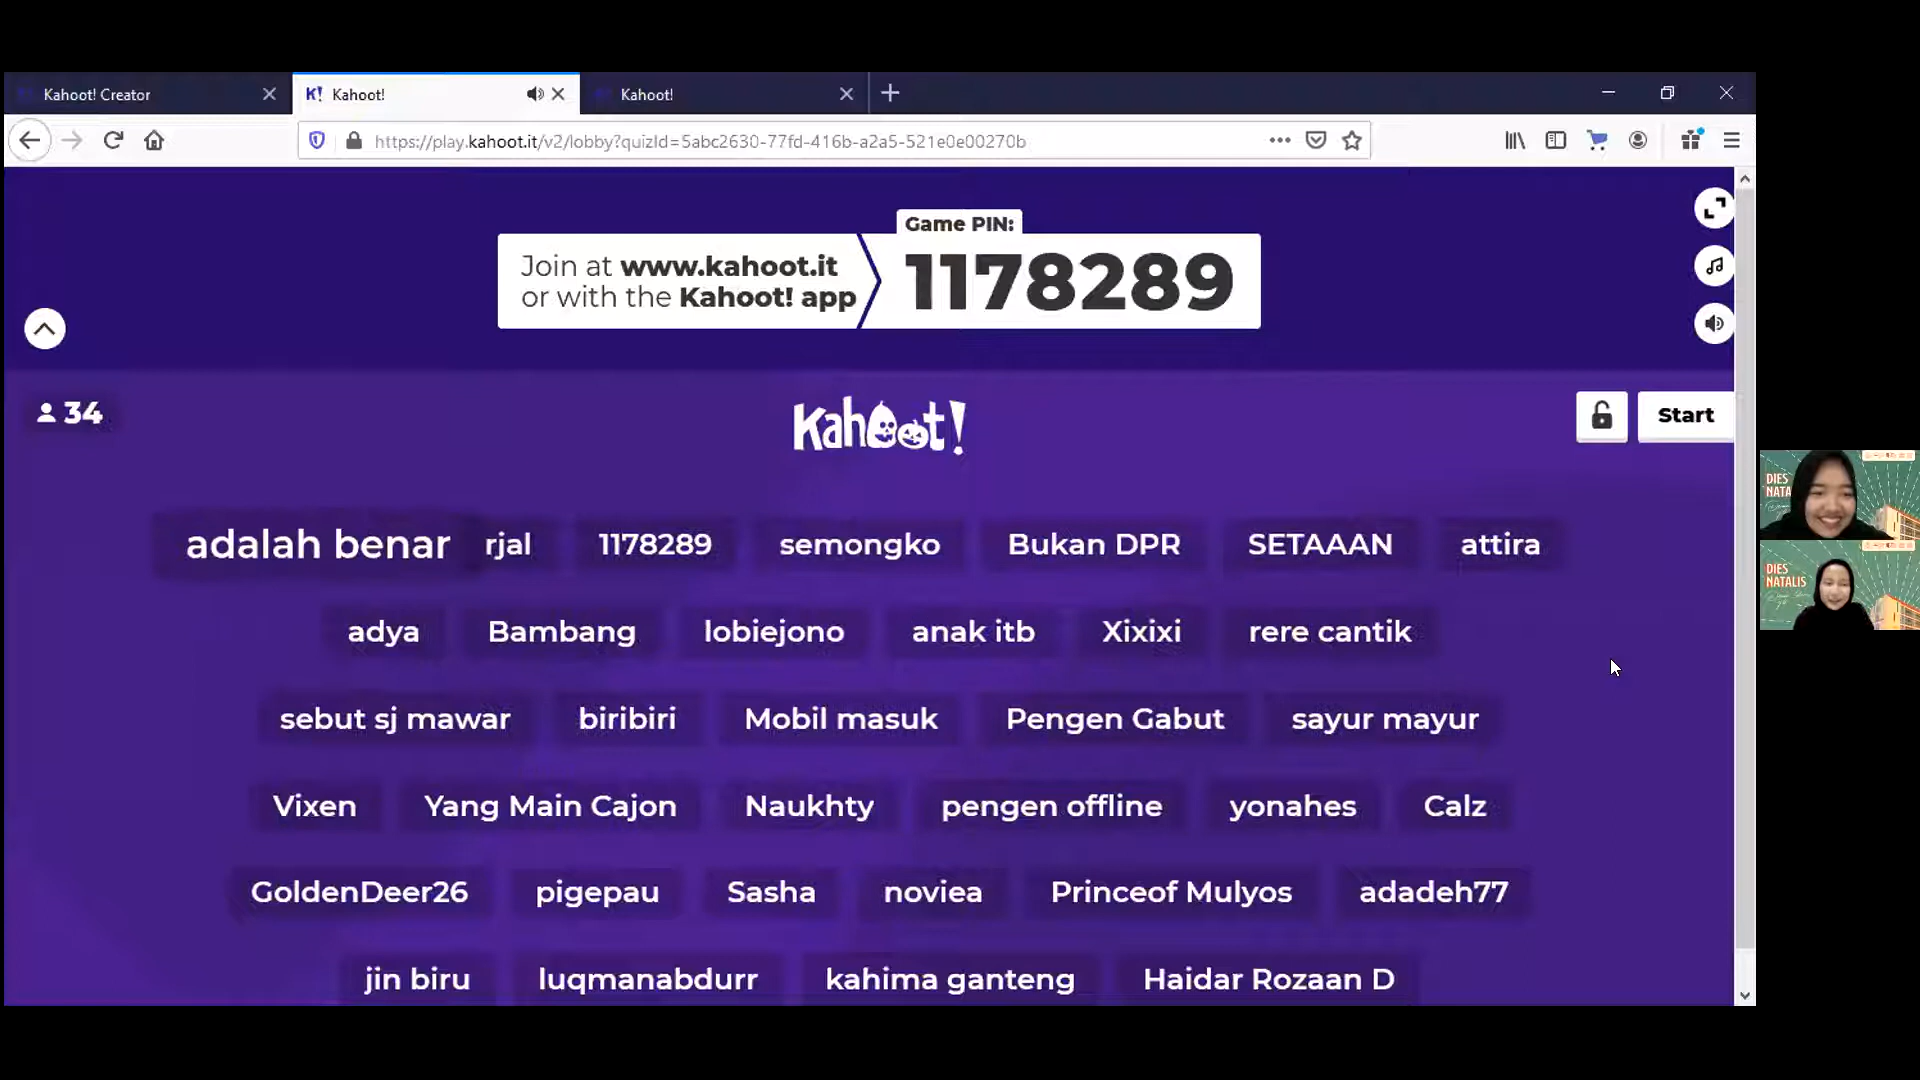 Kahoot! Creator
K! Kahoot!
Kahoot!
https://play.kahoot.it/v2/lobby?quizId=5abc2630-77fd-416b-a2a5-521e0e00270b
Game PIN:
Join at www.kahoot.it
or with the Kahoot! app
1178289
34
Kahoot!
Start
adalah benar rjal 1178289 semongko Bukan DPR SETAAAN attira
adya Bambang lobiejono anak itb Xixixi rere cantik
sebut sj mawar biribiri Mobil masuk Pengen Gabut sayur mayur
Vixen Yang Main Cajon Naukhty pengen offline yonahes Calz
GoldenDeer26 pigepau Sasha noviea Princeof Mulyos adadeh77
jin biru luqmanabdurr kahima ganteng Haidar Rozaan D
DIES
NATA
DIES
NATALIS